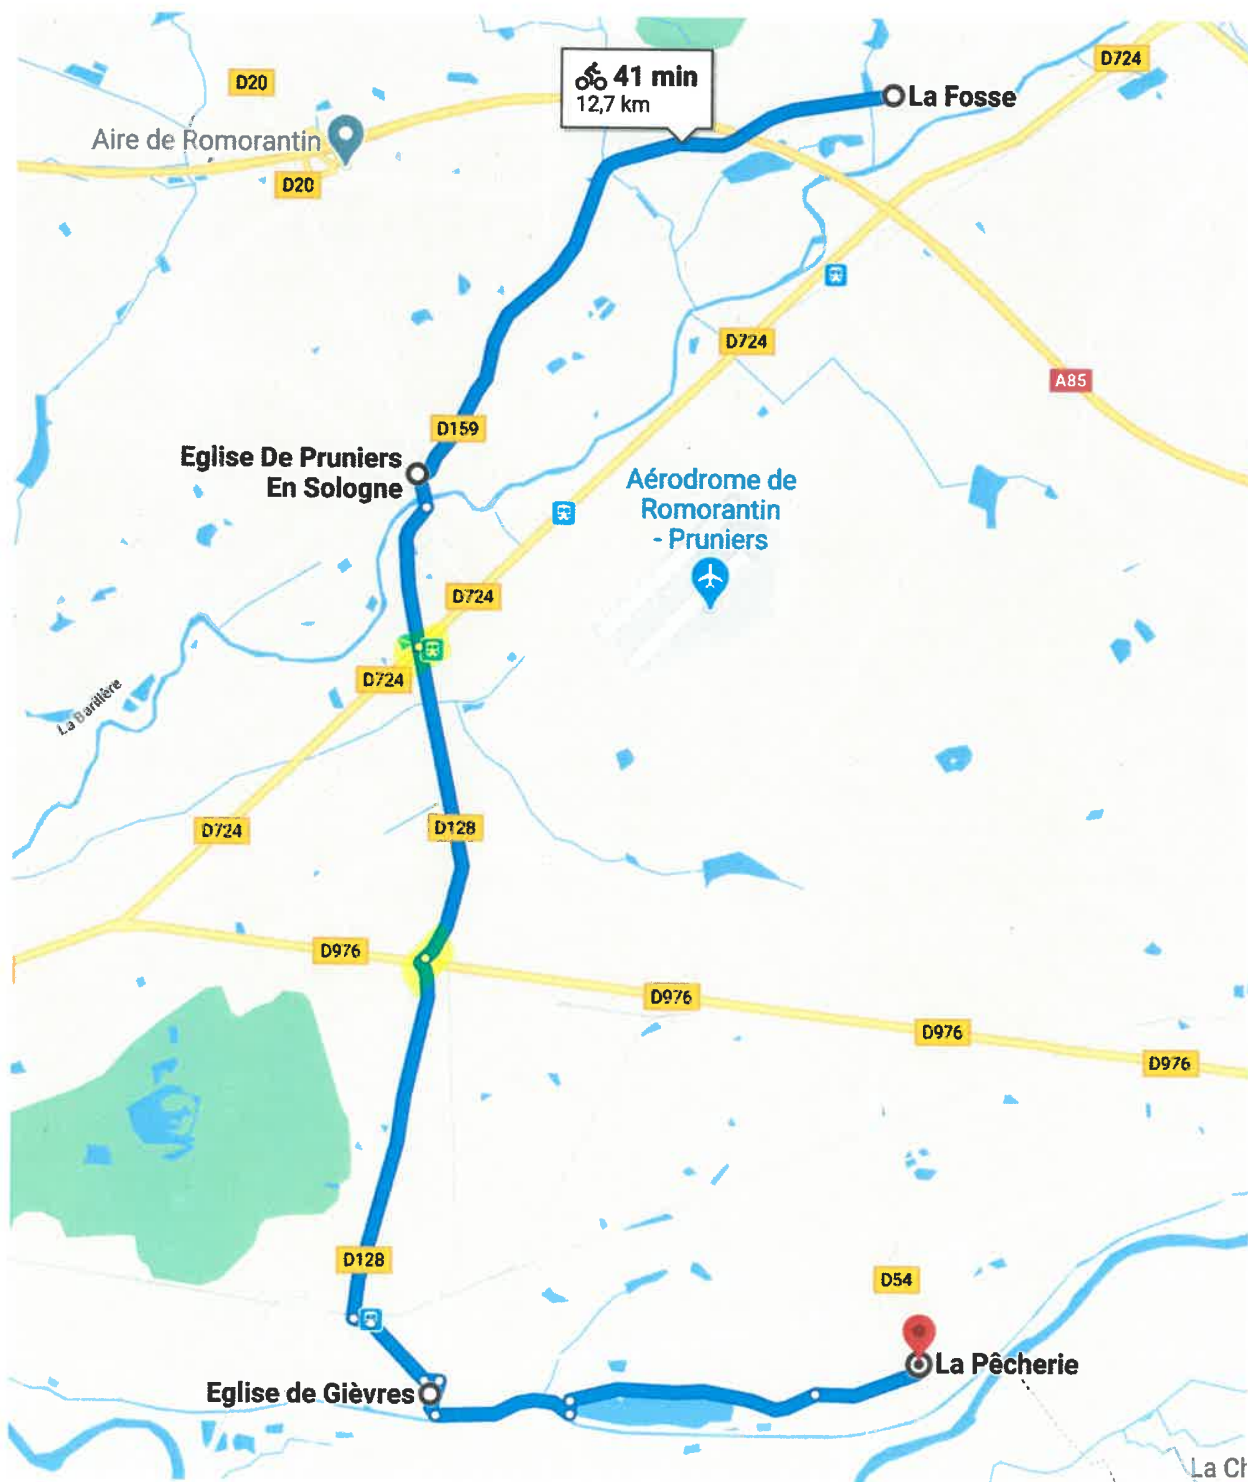 D724
41 min
12,7 km
La Fosse
D20
Aire de Romorantin
D20
D724
A85
D159
Eglise De Pruniers
En Sologne
Aérodrome de
Romorantin
- Pruniers
D724
D724
La Barillère
D724
D128
D976
D976
D976
D976
D128
D54
La Pêcherie
Eglise de Gièvres
La Ch